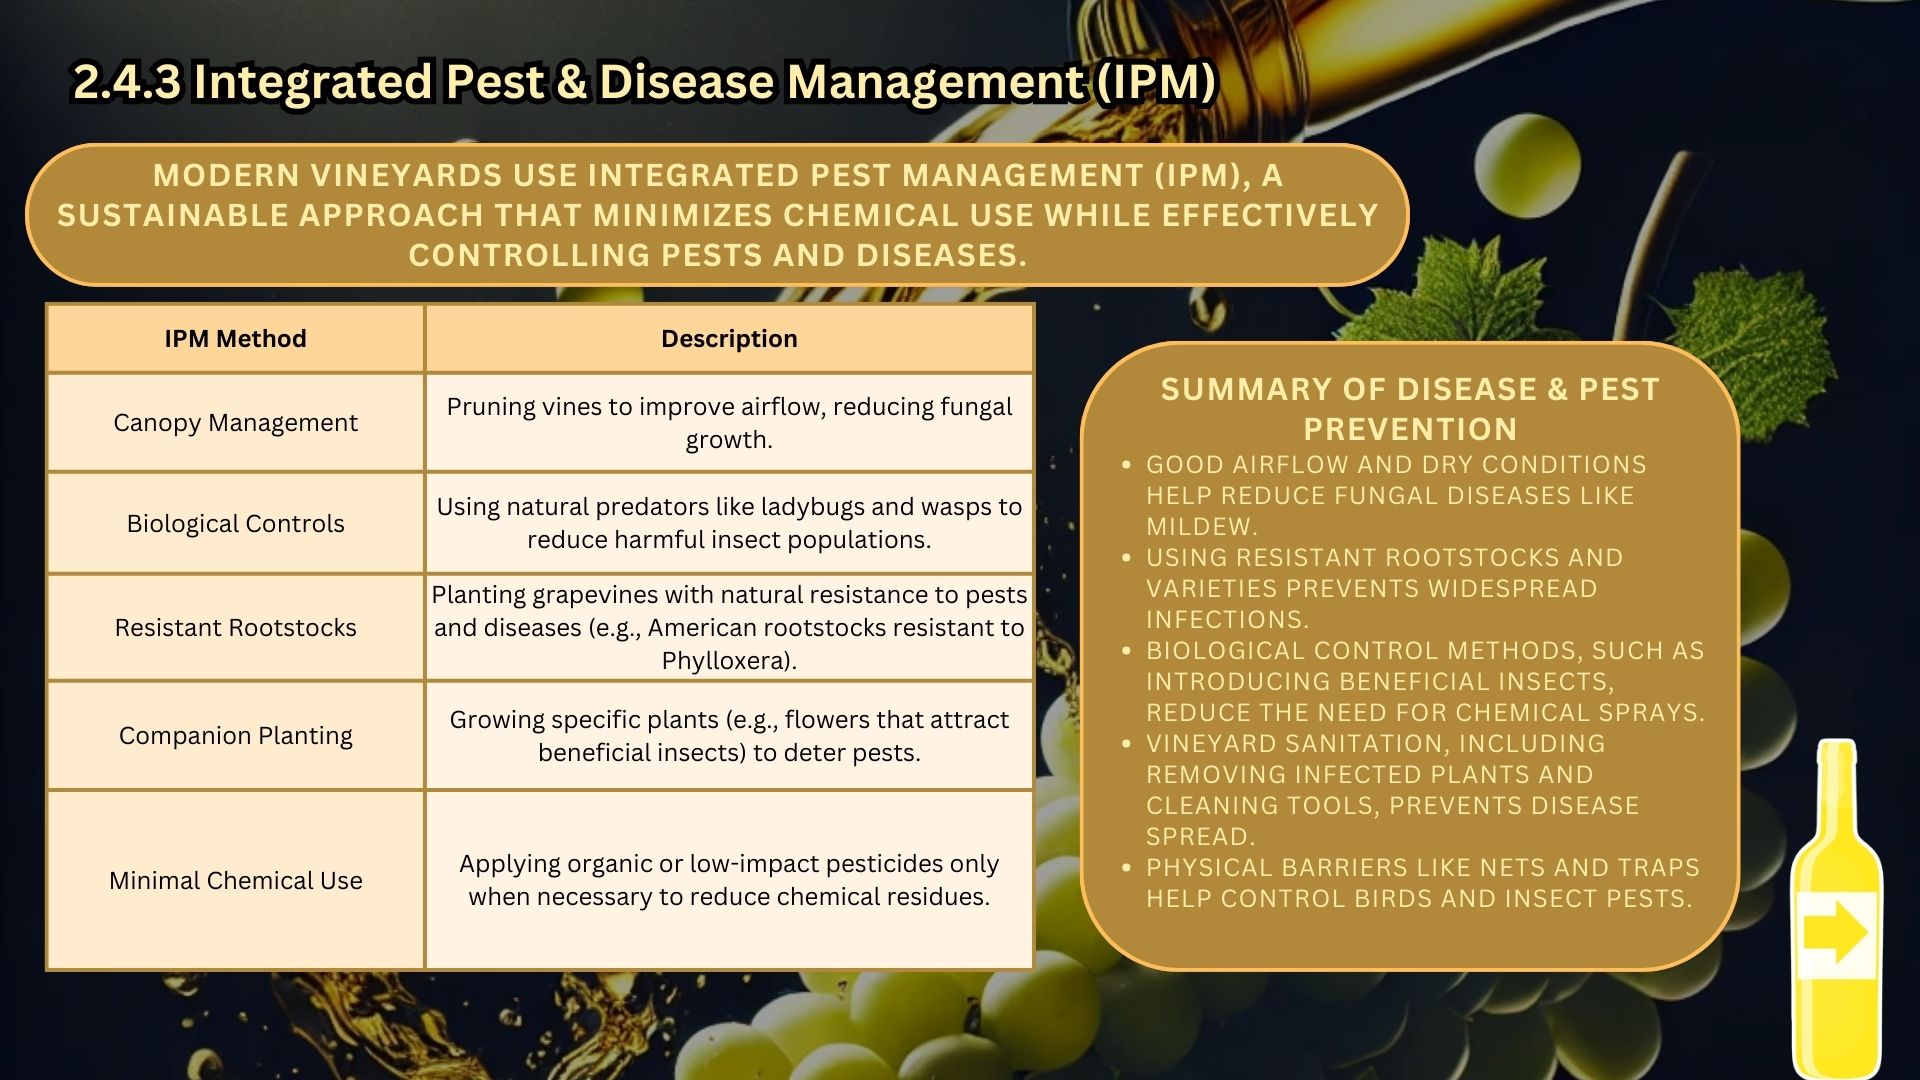 2.4.3 Integrated Pest & Disease Management (IPM)
MODERN VINEYARDS USE INTEGRATED PEST MANAGEMENT (IPM), A
SUSTAINABLE APPROACH THAT MINIMIZES CHEMICAL USE WHILE EFFECTIVELY
CONTROLLING PESTS AND DISEASES.
IPM Method
Description
Canopy Management
Pruning vines to improve airflow, reducing fungal
growth.
Biological Controls
Using natural predators like ladybugs and wasps to
reduce harmful insect populations.
Resistant Rootstocks
Planting grapevines with natural resistance to pests
and diseases (e.g., American rootstocks resistant to
Phylloxera).
Companion Planting
Growing specific plants (e.g., flowers that attract
beneficial insects) to deter pests.
Minimal Chemical Use
Applying organic or low-impact pesticides only
when necessary to reduce chemical residues.
SUMMARY OF DISEASE & PEST
PREVENTION
• GOOD AIRFLOW AND DRY CONDITIONS
HELP REDUCE FUNGAL DISEASES LIKE
MILDEW.
• USING RESISTANT ROOTSTOCKS AND
VARIETIES PREVENTS WIDESPREAD
INFECTIONS.
• BIOLOGICAL CONTROL METHODS, SUCH AS
INTRODUCING BENEFICIAL INSECTS,
REDUCE THE NEED FOR CHEMICAL SPRAYS.
• VINEYARD SANITATION, INCLUDING
REMOVING INFECTED PLANTS AND
CLEANING TOOLS, PREVENTS DISEASE
SPREAD.
• PHYSICAL BARRIERS LIKE NETS AND TRAPS
HELP CONTROL BIRDS AND INSECT PESTS.